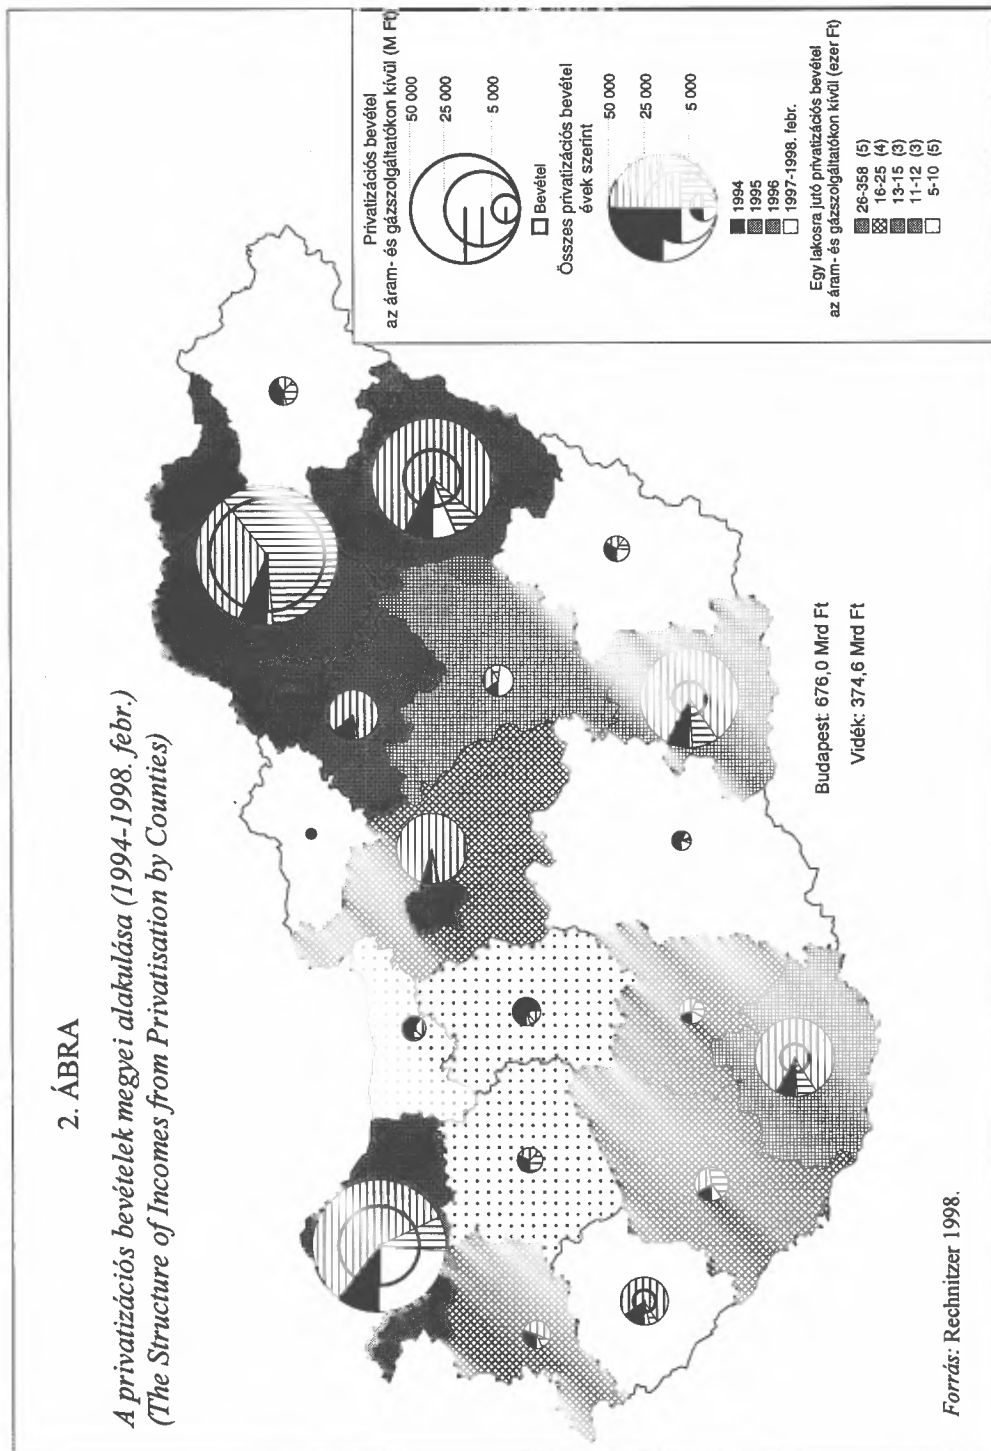 2. ÁBRA
A privatizációs bevételek megyei alakulása (1994-1998. febr.)
(The Structure of Incomes from Privatisation by Counties)
Privatizációs bevétel
az áram- és gázszolgáltatókon kívül (M Ft)
50 000
25 000
5 000
Bevétel
Összes privatizációs bevétel
évek szerint
50 000
25 000
5 000
1994
1995
1996
1997-1998. febr.
Egy lakosra jutó privatizációs bevétel
az áram- és gázszolgáltatókon kívül (ezer Ft)
26-358 (5)
16-25 (4)
13-15 (3)
11-12 (3)
5-10 (5)
Budapest: 676,0 Mrd Ft
Vidék: 374,6 Mrd Ft
Forrás: Rechnitzer 1998.